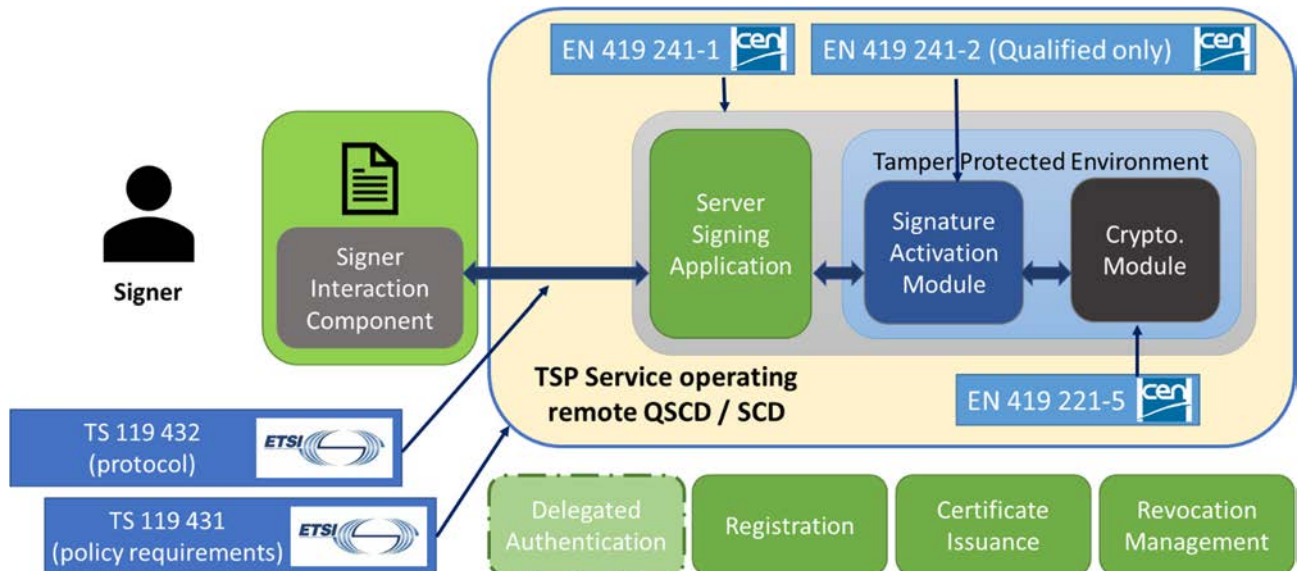 EN 419 241-1
cen
EN 419 241-2 (Qualified only)
cen
Tamper Protected Environment
Server
Signing
Application
Signature
Activation
Module
Crypto.
Module
Signer
Interaction
Component
Signer
TSP Service operating
remote QSCD / SCD
EN 419 221-5
cen
TS 119 432
(protocol)
ETSI
TS 119 431
(policy requirements)
ETSI
Delegated
Authentication
Registration
Certificate
Issuance
Revocation
Management